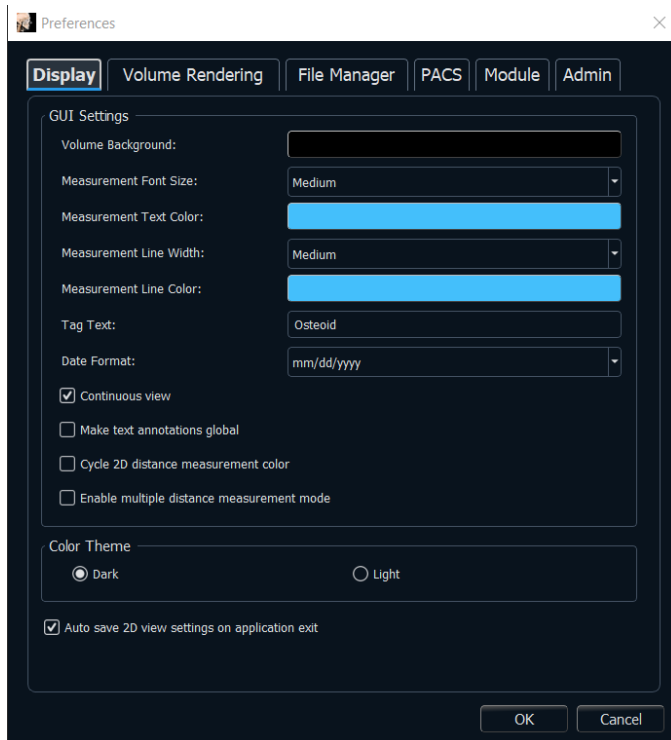 Preferences
Display Volume Rendering File Manager PACS Module Admin
GUI Settings
Volume Background:
Measurement Font Size: Medium
Measurement Text Color:
Measurement Line Width: Medium
Measurement Line Color:
Tag Text: Osteoid
Date Format: mm/dd/yyyy
Continuous view
Make text annotations global
Cycle 2D distance measurement color
Enable multiple distance measurement mode
Color Theme
Dark Light
Auto save 2D view settings on application exit
OK Cancel